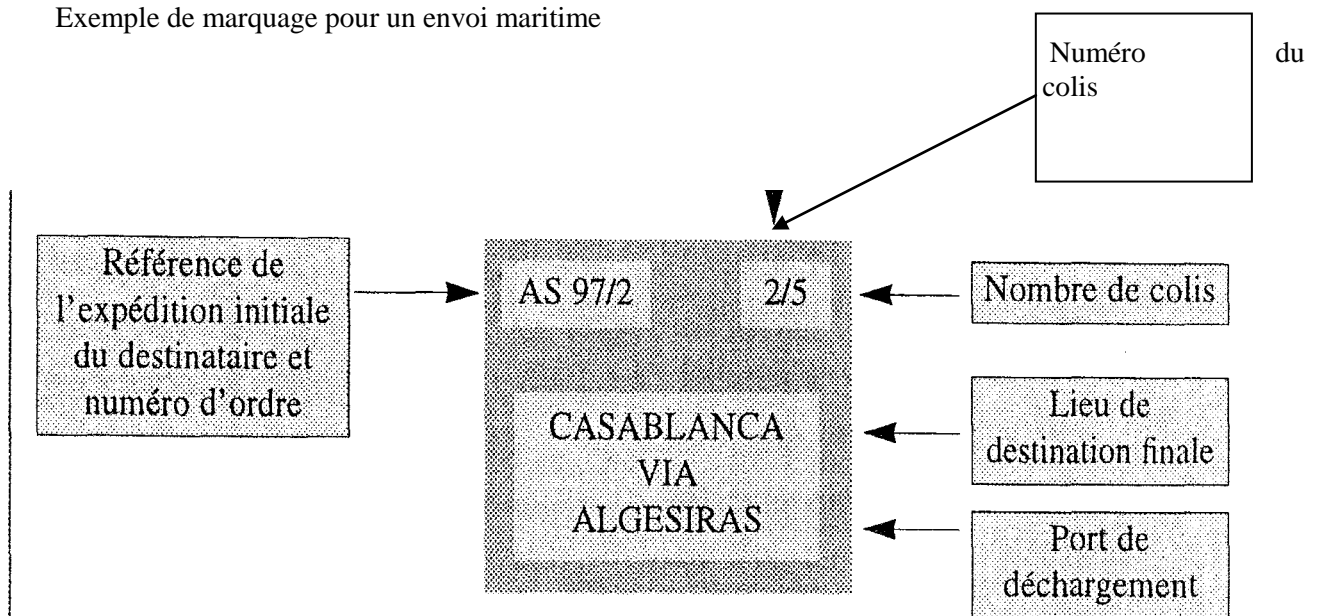 Exemple de marquage pour un envoi maritime
Numéro du
colis
Référence de
l'expédition initiale
du destinataire et
numéro d'ordre
AS 97/2
2/5
Nombre de colis
CASABLANCA
VIA
ALGESIRAS
Lieu de
destination finale
Port de
déchargement